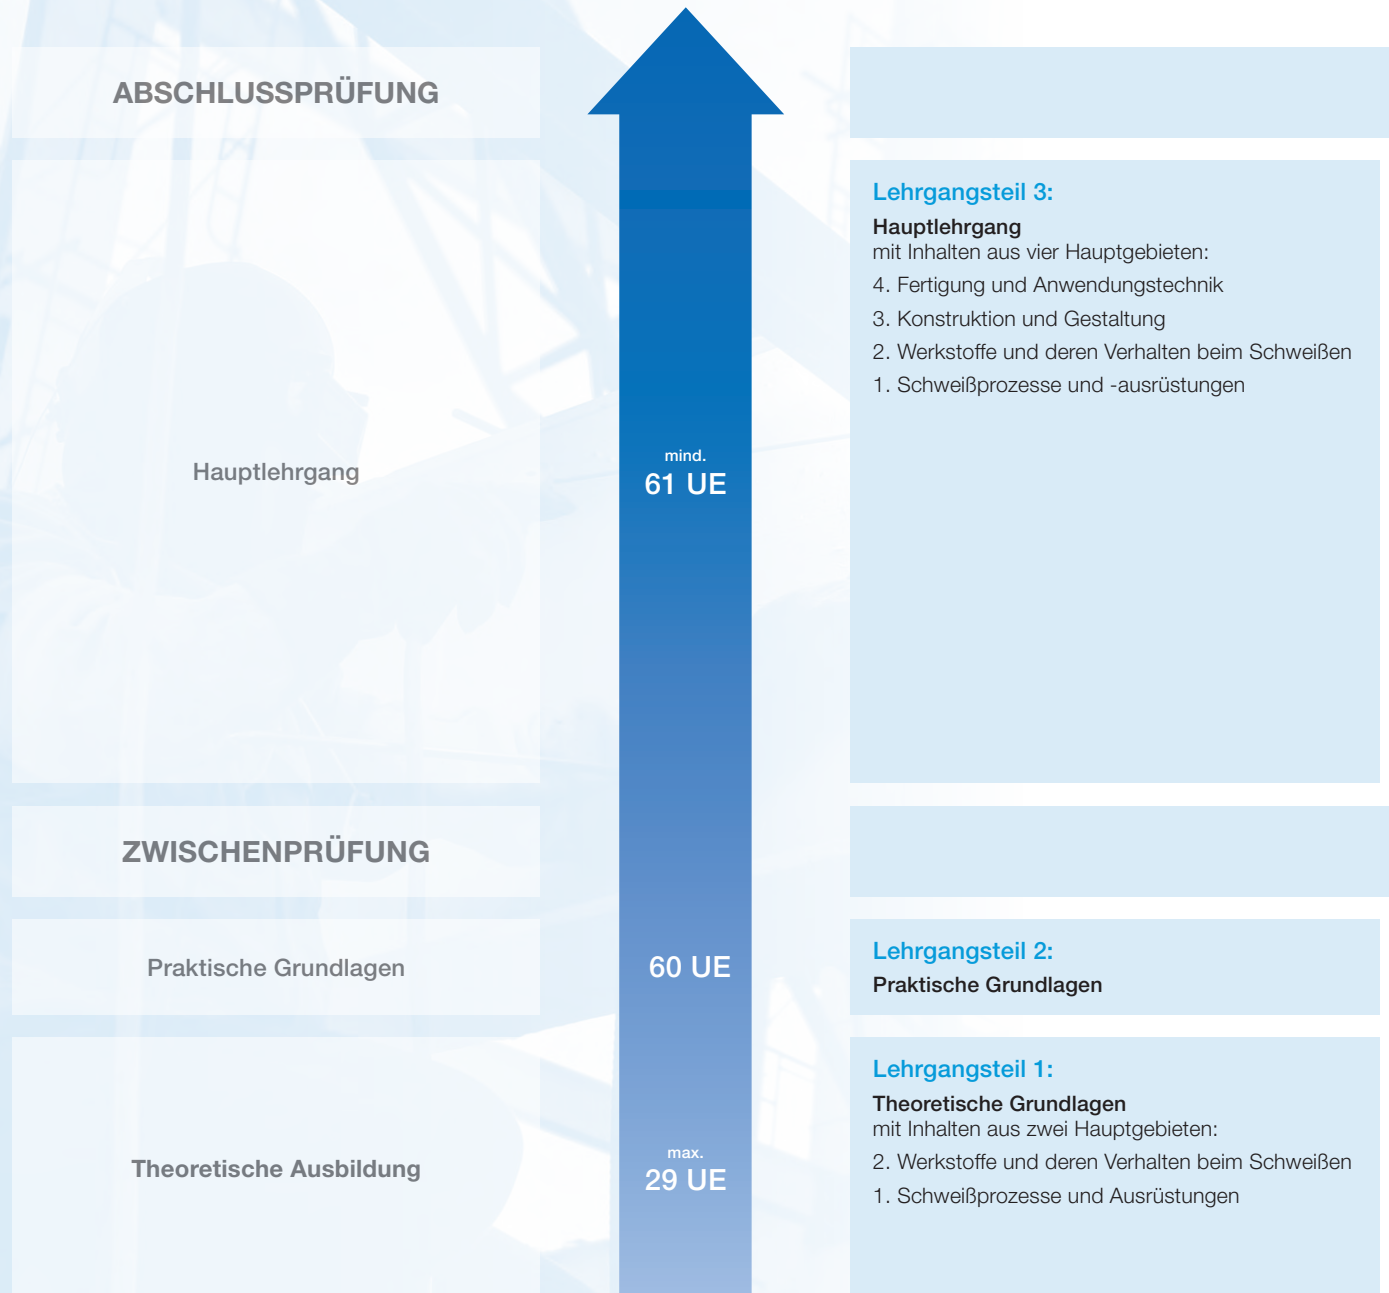 ABSCHLUSSPRÜFUNG
Lehrgangsteil 3:
Hauptlehrgang
mit Inhalten aus vier Hauptgebieten:
4. Fertigung und Anwendungstechnik
3. Konstruktion und Gestaltung
2. Werkstoffe und deren Verhalten beim Schweißen
1. Schweißprozesse und -ausrüstungen
Hauptlehrgang
mind.
61 UE
ZWISCHENPRÜFUNG
Praktische Grundlagen
60 UE
Lehrgangsteil 2:
Praktische Grundlagen
Theoretische Ausbildung
max.
29 UE
Lehrgangsteil 1:
Theoretische Grundlagen
mit Inhalten aus zwei Hauptgebieten:
2. Werkstoffe und deren Verhalten beim Schweißen
1. Schweißprozesse und Ausrüstungen